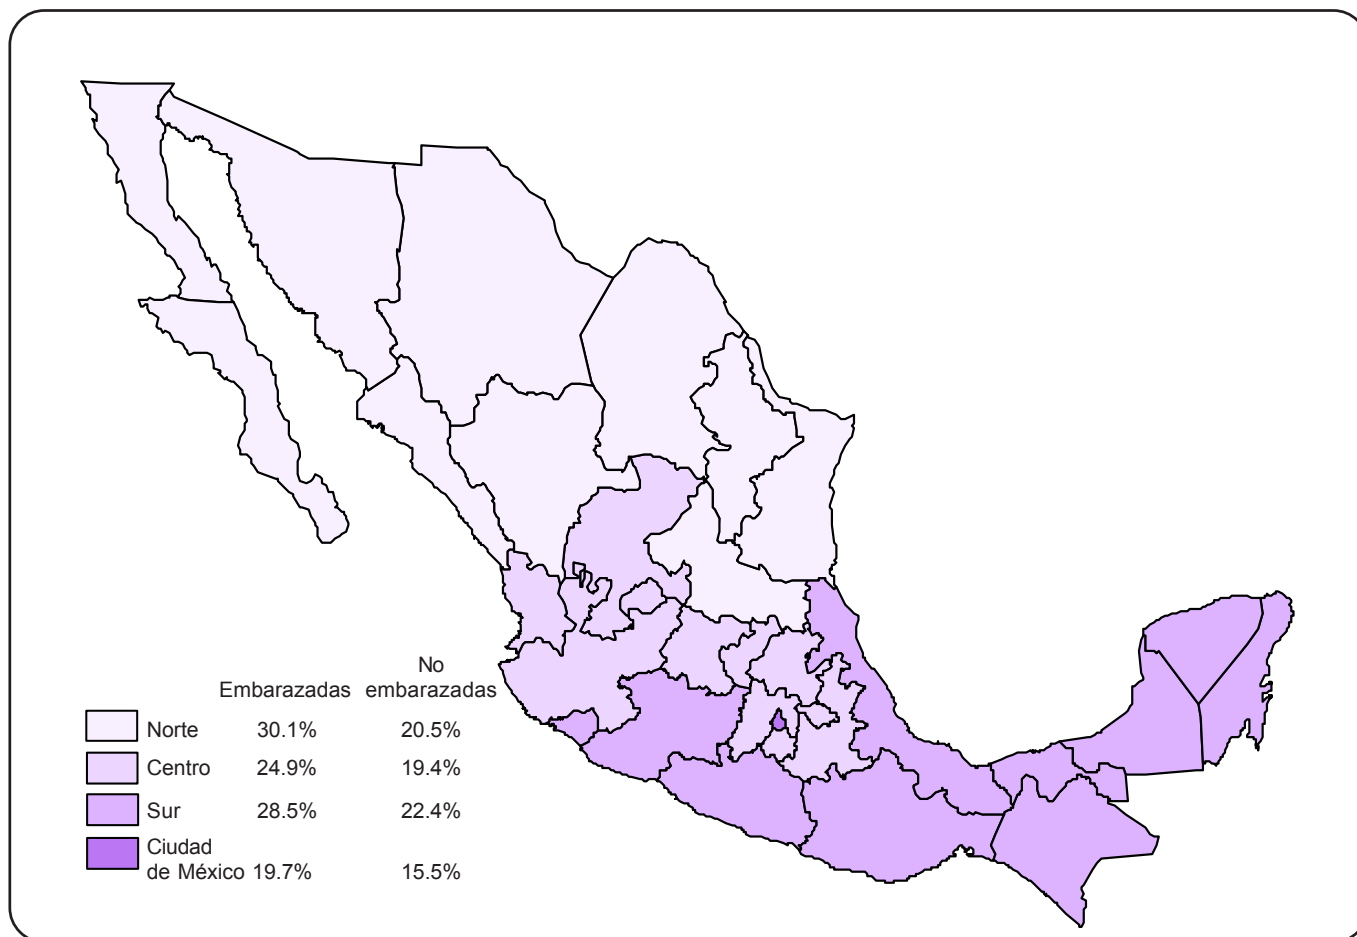 No
Embarazadas embarazadas
Norte 30.1% 20.5%
Centro 24.9% 19.4%
Sur 28.5% 22.4%
Ciudad
de México 19.7% 15.5%